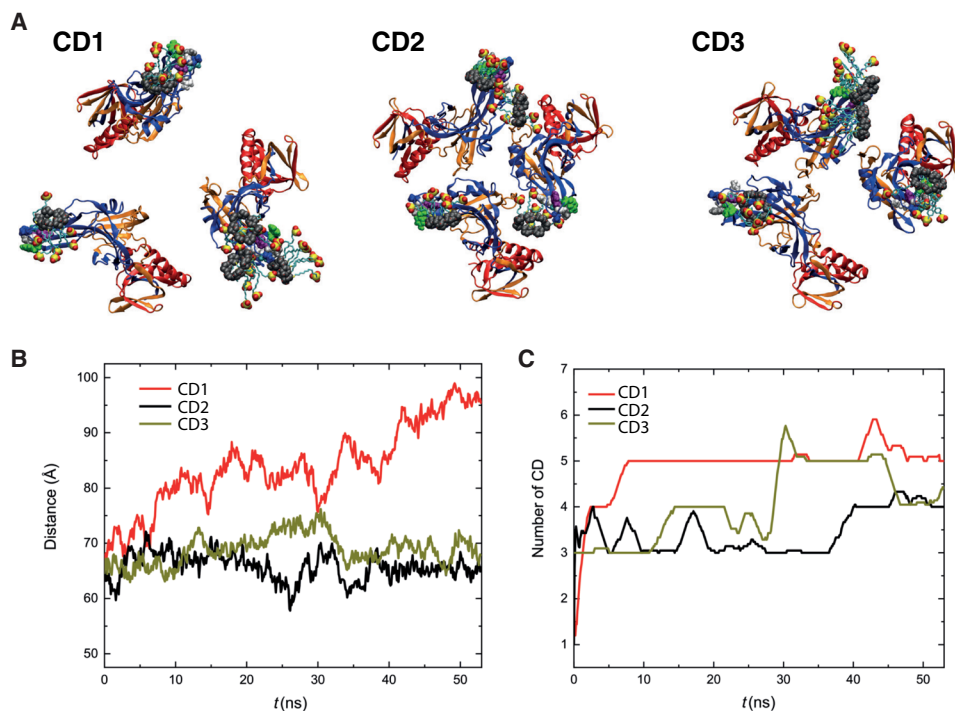 A
CD1 CD2 CD3
B
100
90
80
70
60
50
Distance (Å)
CD1
CD2
CD3
0 10 20 30 40 50
t (ns)
C
7
6
5
4
3
2
1
Number of CD
CD1
CD2
CD3
0 10 20 30 40 50
t (ns)